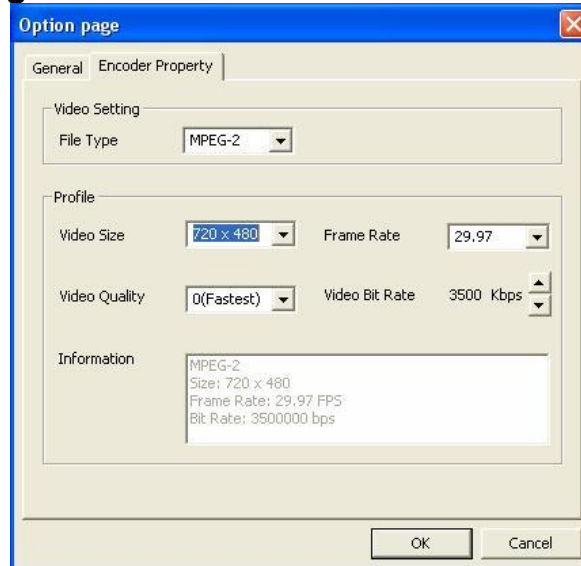 Option page
General Encoder Property
Video Setting
File Type MPEG-2
Profile
Video Size 720 x 480 Frame Rate 29.97
Video Quality 0(Fastest) Video Bit Rate 3500 Kbps
Information
MPEG-2
Size: 720 x 480
Frame Rate: 29.97 FPS
Bit Rate: 3500000 bps
OK Cancel